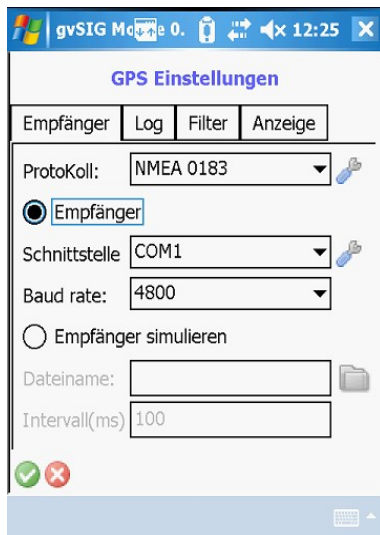 gvSIG Mo e 0. 12:25
GPS Einstellungen
Empfänger Log Filter Anzeige
ProtoKoll: NMEA 0183
Empfänger
Schnittstelle COM1
Baud rate: 4800
Empfänger simulieren
Dateiname:
Intervall(ms) 100